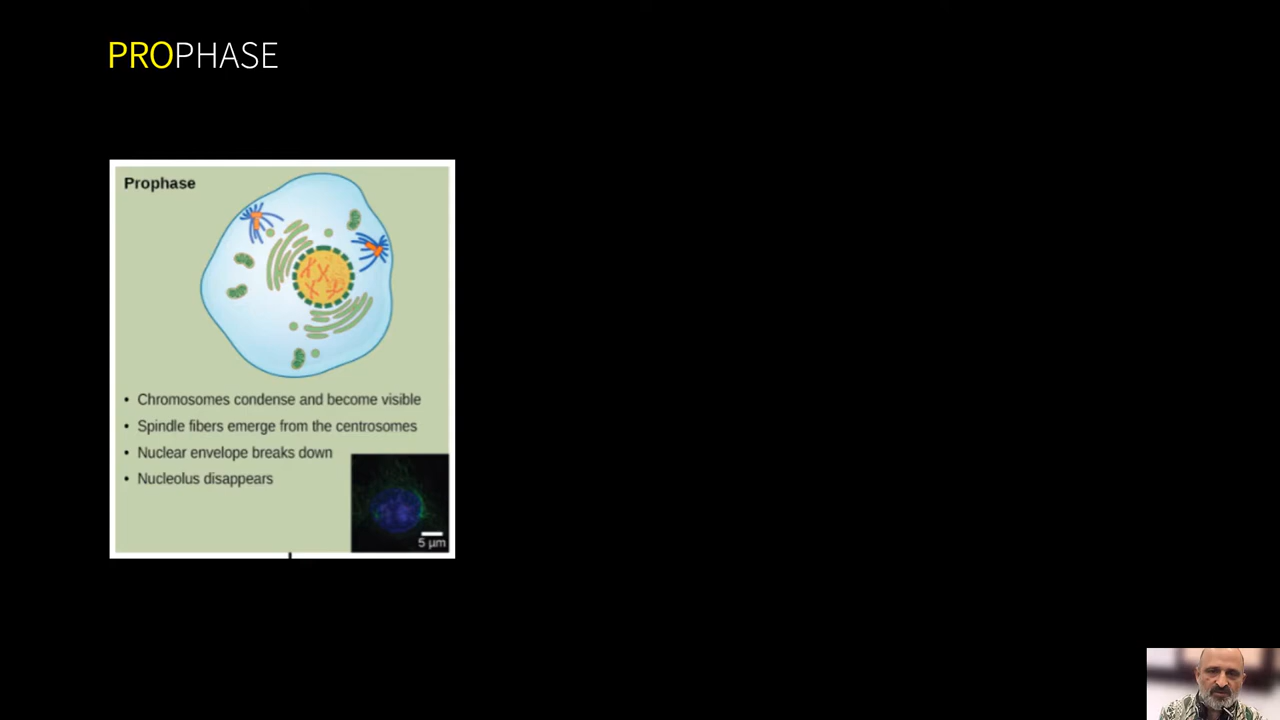 PROPHASE
Prophase
• Chromosomes condense and become visible
• Spindle fibers emerge from the centrosomes
• Nuclear envelope breaks down
• Nucleolus disappears
5 µm